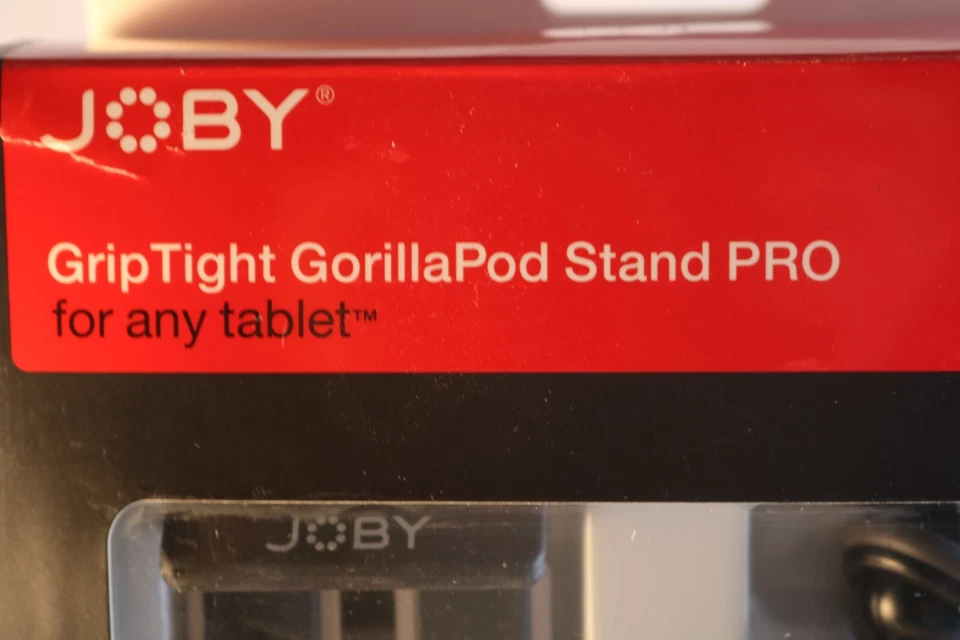 JOBY®
GripTight GorillaPod Stand PRO
for any tablet™
JOBY